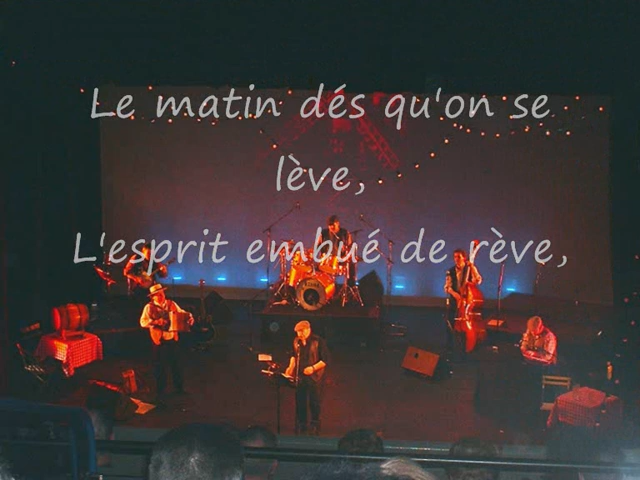 Le matin dés qu'on se
lève,
L'esprit embué de rève,